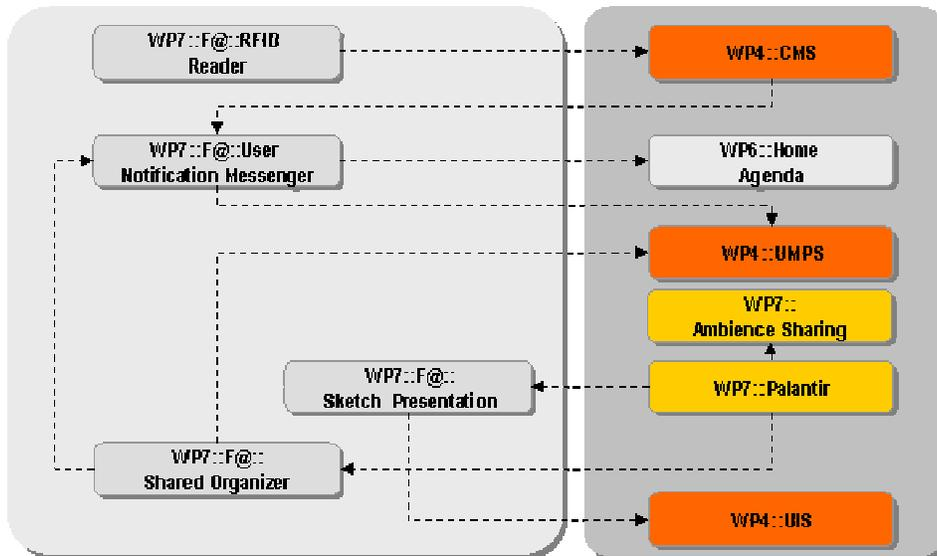 WP7::F@::RFID
Reader
WP4::CMS
WP7::F@::User
Notification Messenger
WP6::Home
Agenda
WP4::UMPS
WP7::
Ambience Sharing
WP7::F@::
Sketch Presentation
WP7::Palantir
WP7::F@::
Shared Organizer
WP4::UIS